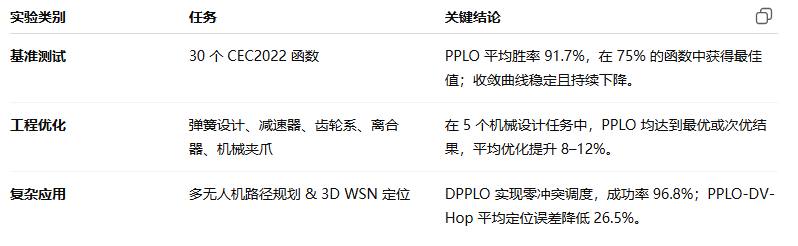 实验类别 任务 关键结论
基准测试 30 个 CEC2022 函数 PPLO 平均胜率 91.7%，在 75% 的函数中获得最佳
值；收敛曲线稳定且持续下降。
工程优化 弹簧设计、减速器、齿轮系、离合 在 5 个机械设计任务中，PPLO 均达到最优或次优结
器、机械夹爪 果，平均优化提升 8–12%。
复杂应用 多无人机路径规划 & 3D WSN 定位 DPPLO 实现零冲突调度，成功率 96.8%；PPLO-DV-
Hop 平均定位误差降低 26.5%。